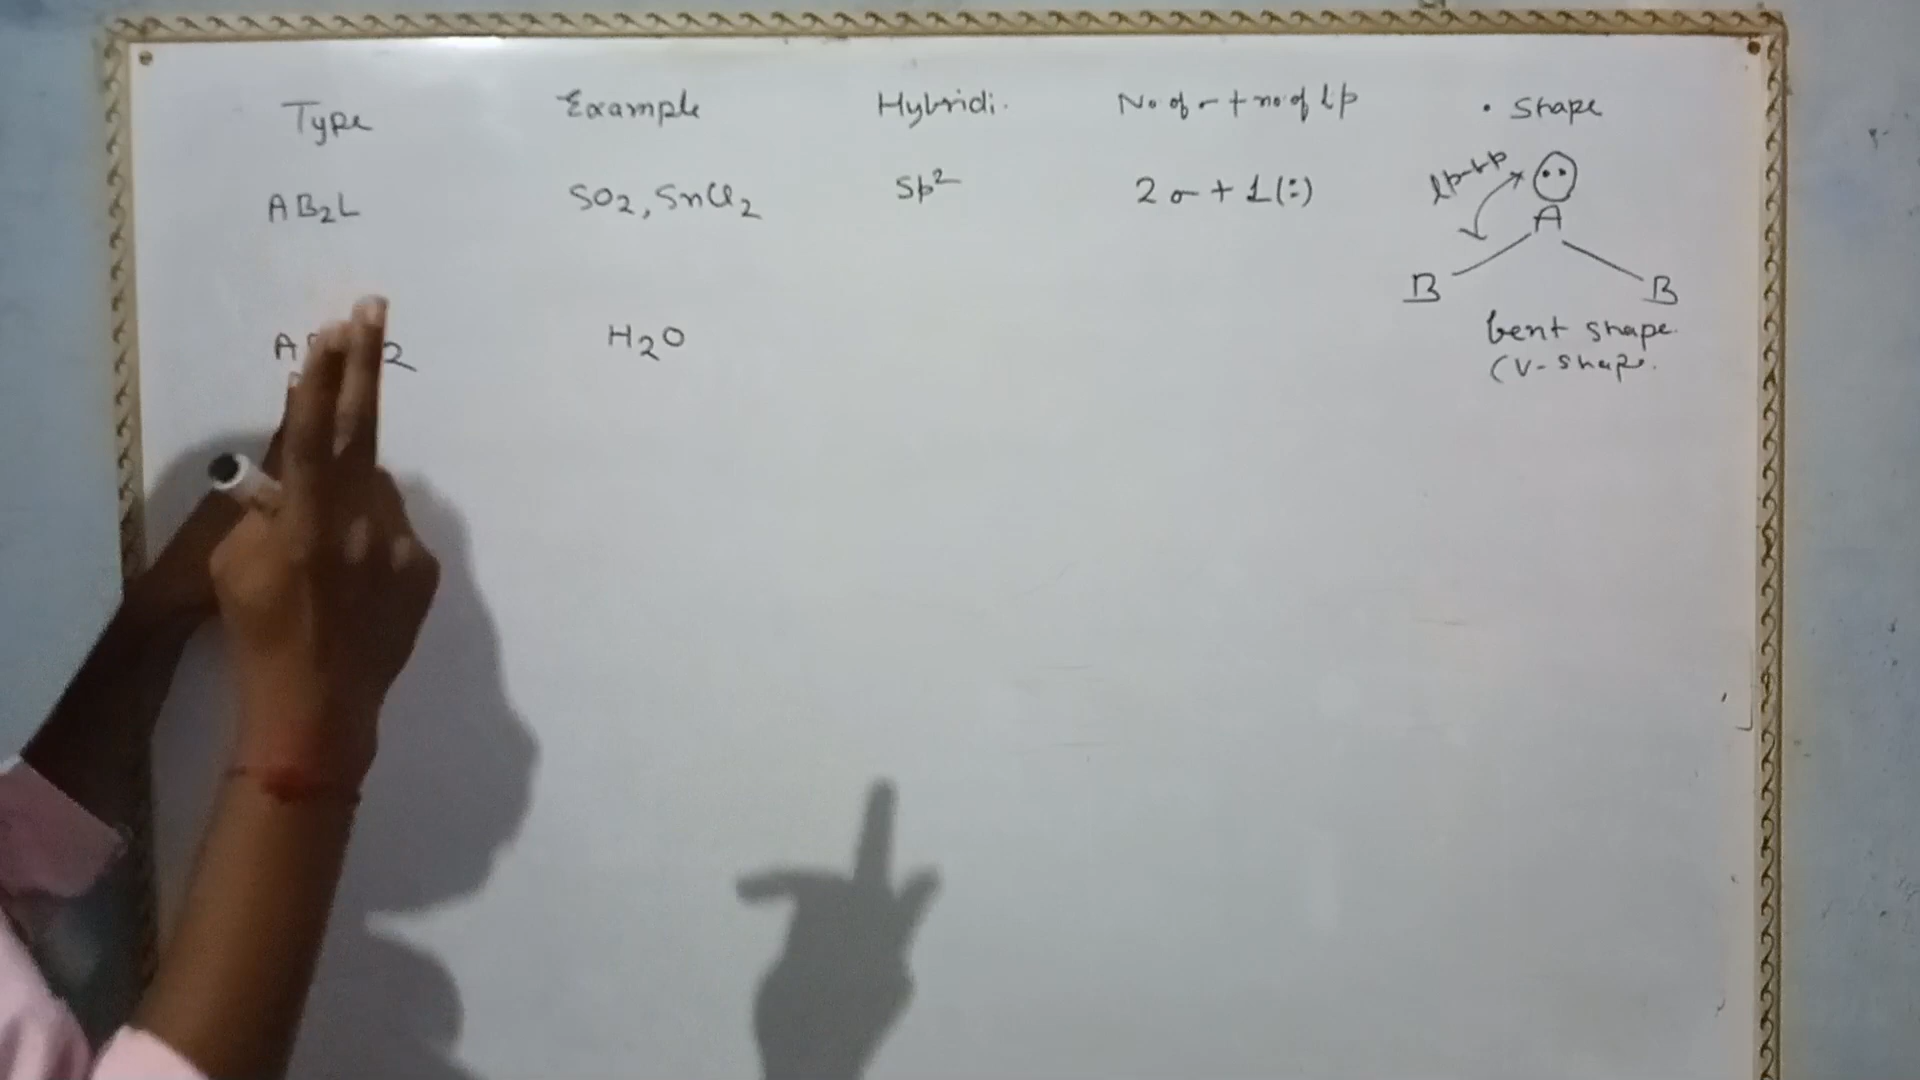 Type Example Hybridi. No of σ + no of lp • Shape
AB₂L SO₂, SnCl₂ Sp² 2σ + 1(:) lp-bp
A
B B
H₂O bent shape.
(V-shape.